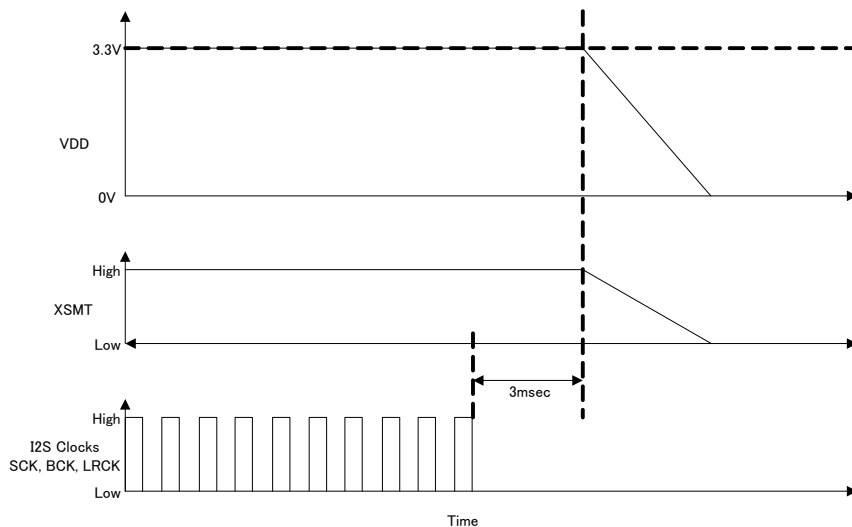 3.3V
VDD
0V
High
XSMT
Low
3msec
High
I2S Clocks
SCK, BCK, LRCK
Low
Time